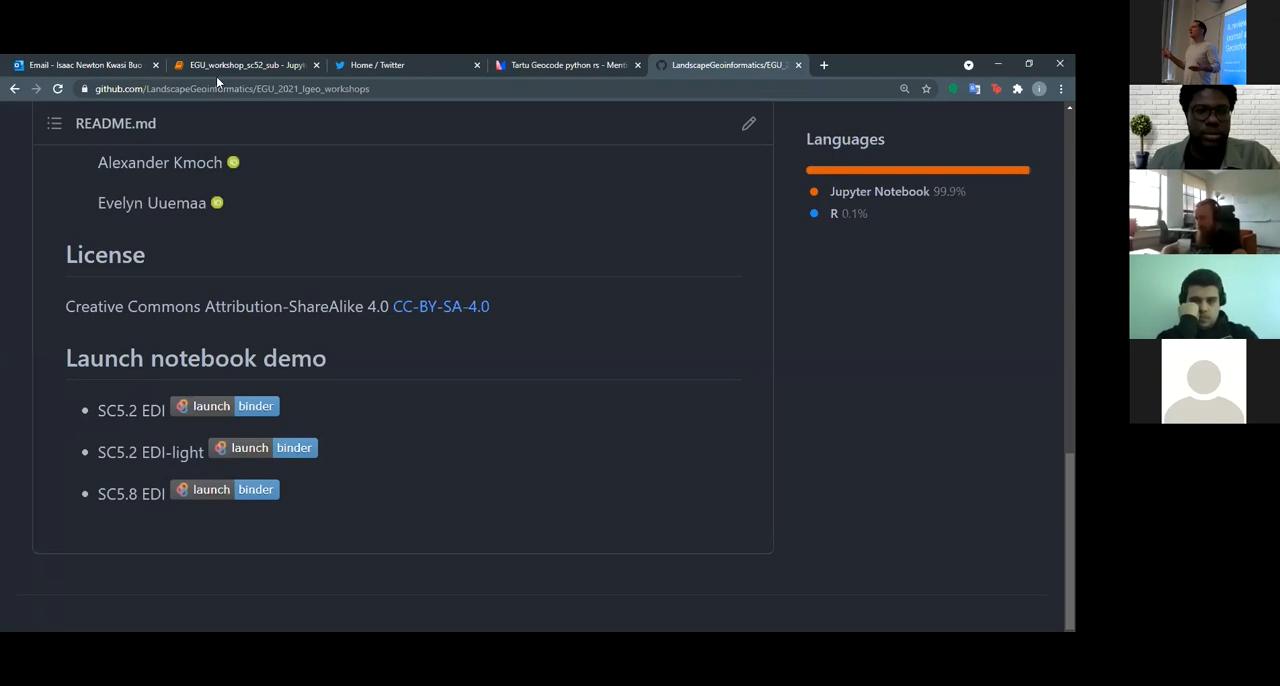 Email - Isaac Newton Kwasi Buo
EGU_workshop_sc52_sub - Jupyt
Home / Twitter
Tartu Geocode python rs - Menti
LandscapeGeoinformatics/EGU_2
github.com/LandscapeGeoinformatics/EGU_2021_lgeo_workshops
README.md
Alexander Kmoch
Evelyn Uuemaa
License
Creative Commons Attribution-ShareAlike 4.0 CC-BY-SA-4.0
Launch notebook demo
SC5.2 EDI launch binder
SC5.2 EDI-light launch binder
SC5.8 EDI launch binder
Languages
Jupyter Notebook 99.9%
R 0.1%